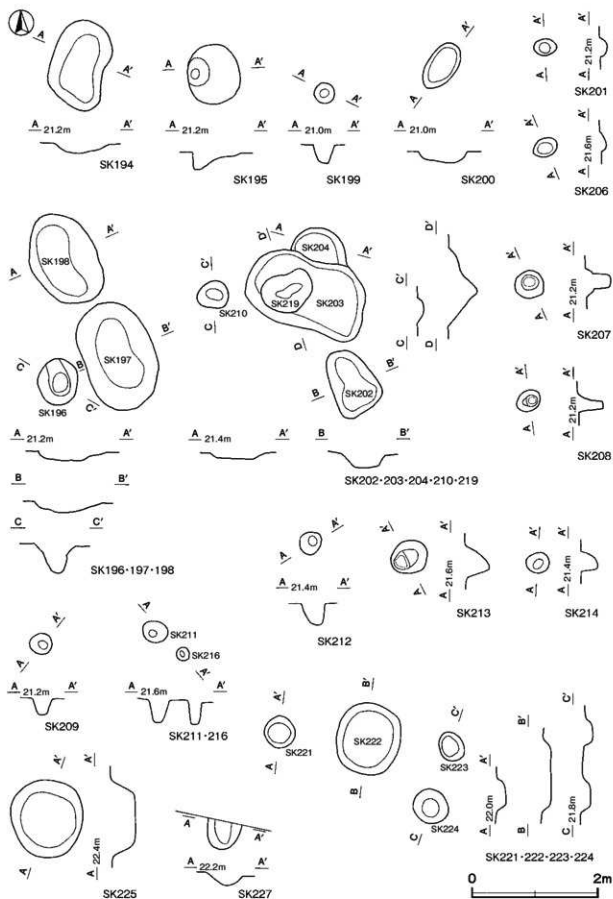 A A'
A 21.2m A'
SK194
A A'
A 21.2m A'
SK195
A A'
A 21.0m A'
SK199
A A'
A 21.0m A'
SK200
A' A'
A A 21.2m
SK201
A' A'
A A 21.6m
SK206
SK198
A A'
SK197
B B'
SK196
C C'
A 21.2m A'
B B'
C C'
SK196・197・198
D' A
SK204
A'
C' SK219 SK203
SK210
C
D
B B'
SK202
D'
C'
C D
A 21.4m A'
B B'
SK202・203・204・210・219
A' A'
A A 21.2m
SK207
A' A'
A A 21.2m
SK208
A A'
A 21.4m A'
SK212
A' A'
A A 21.6m
SK213
A' A'
A A 21.4m
SK214
A'
A
A 21.2m A'
SK209
A
SK211
SK216
A'
A 21.6m A'
SK211・216
A'
SK221
A
B'
SK222
B
C'
SK223
SK224
C
A' B' C'
A 22.0m B C 21.8m
SK221・222・223・224
A' A'
A A 22.4m
SK225
A A'
A 22.2m A'
SK227
0 2m